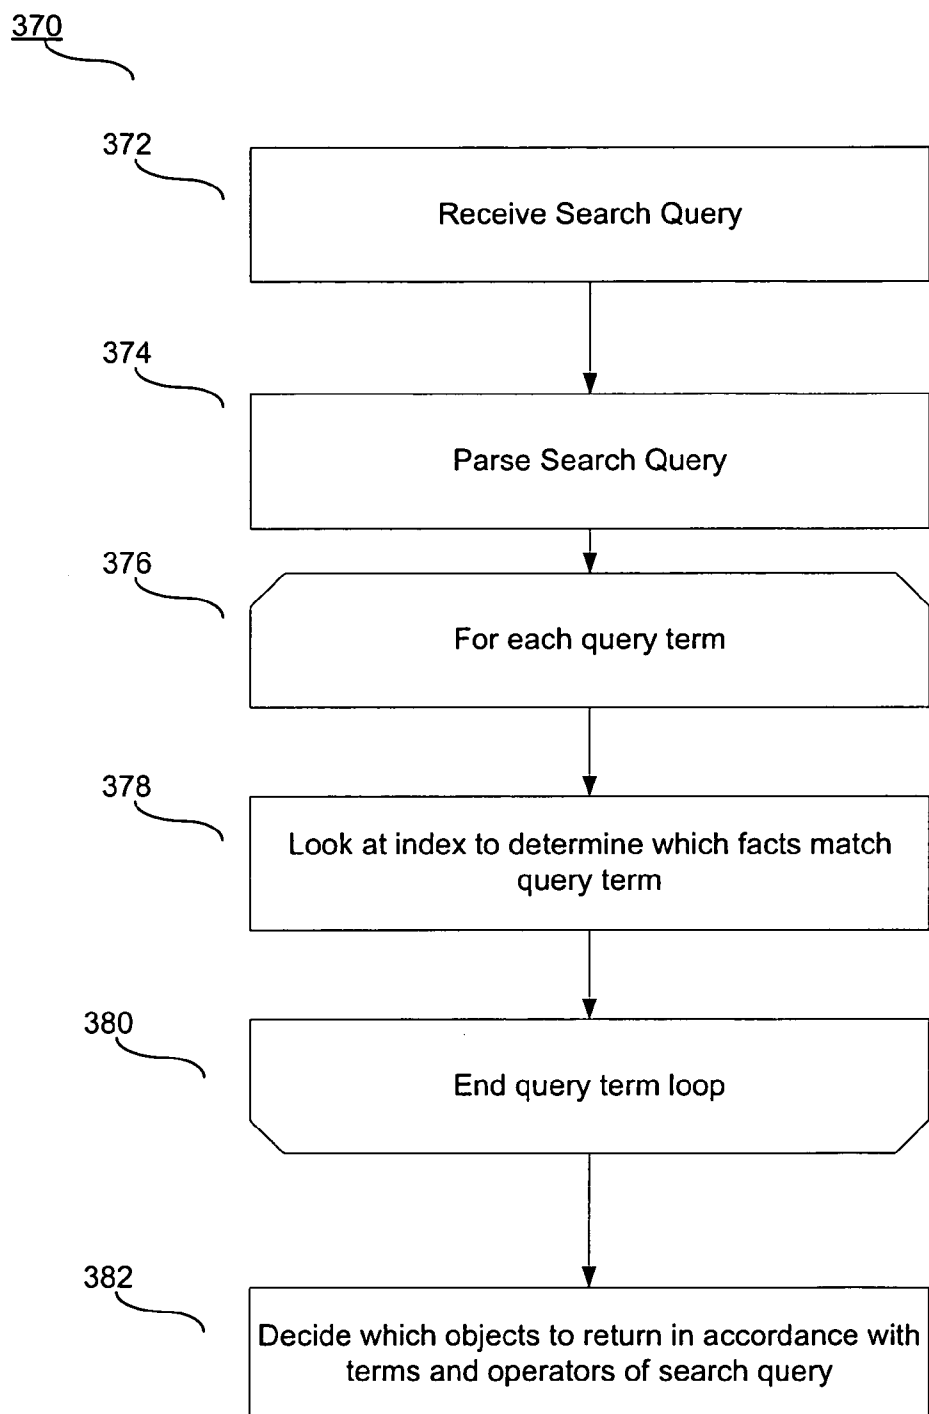 370
372
Receive Search Query
374
Parse Search Query
376
For each query term
378
Look at index to determine which facts match
query term
380
End query term loop
382
Decide which objects to return in accordance with
terms and operators of search query